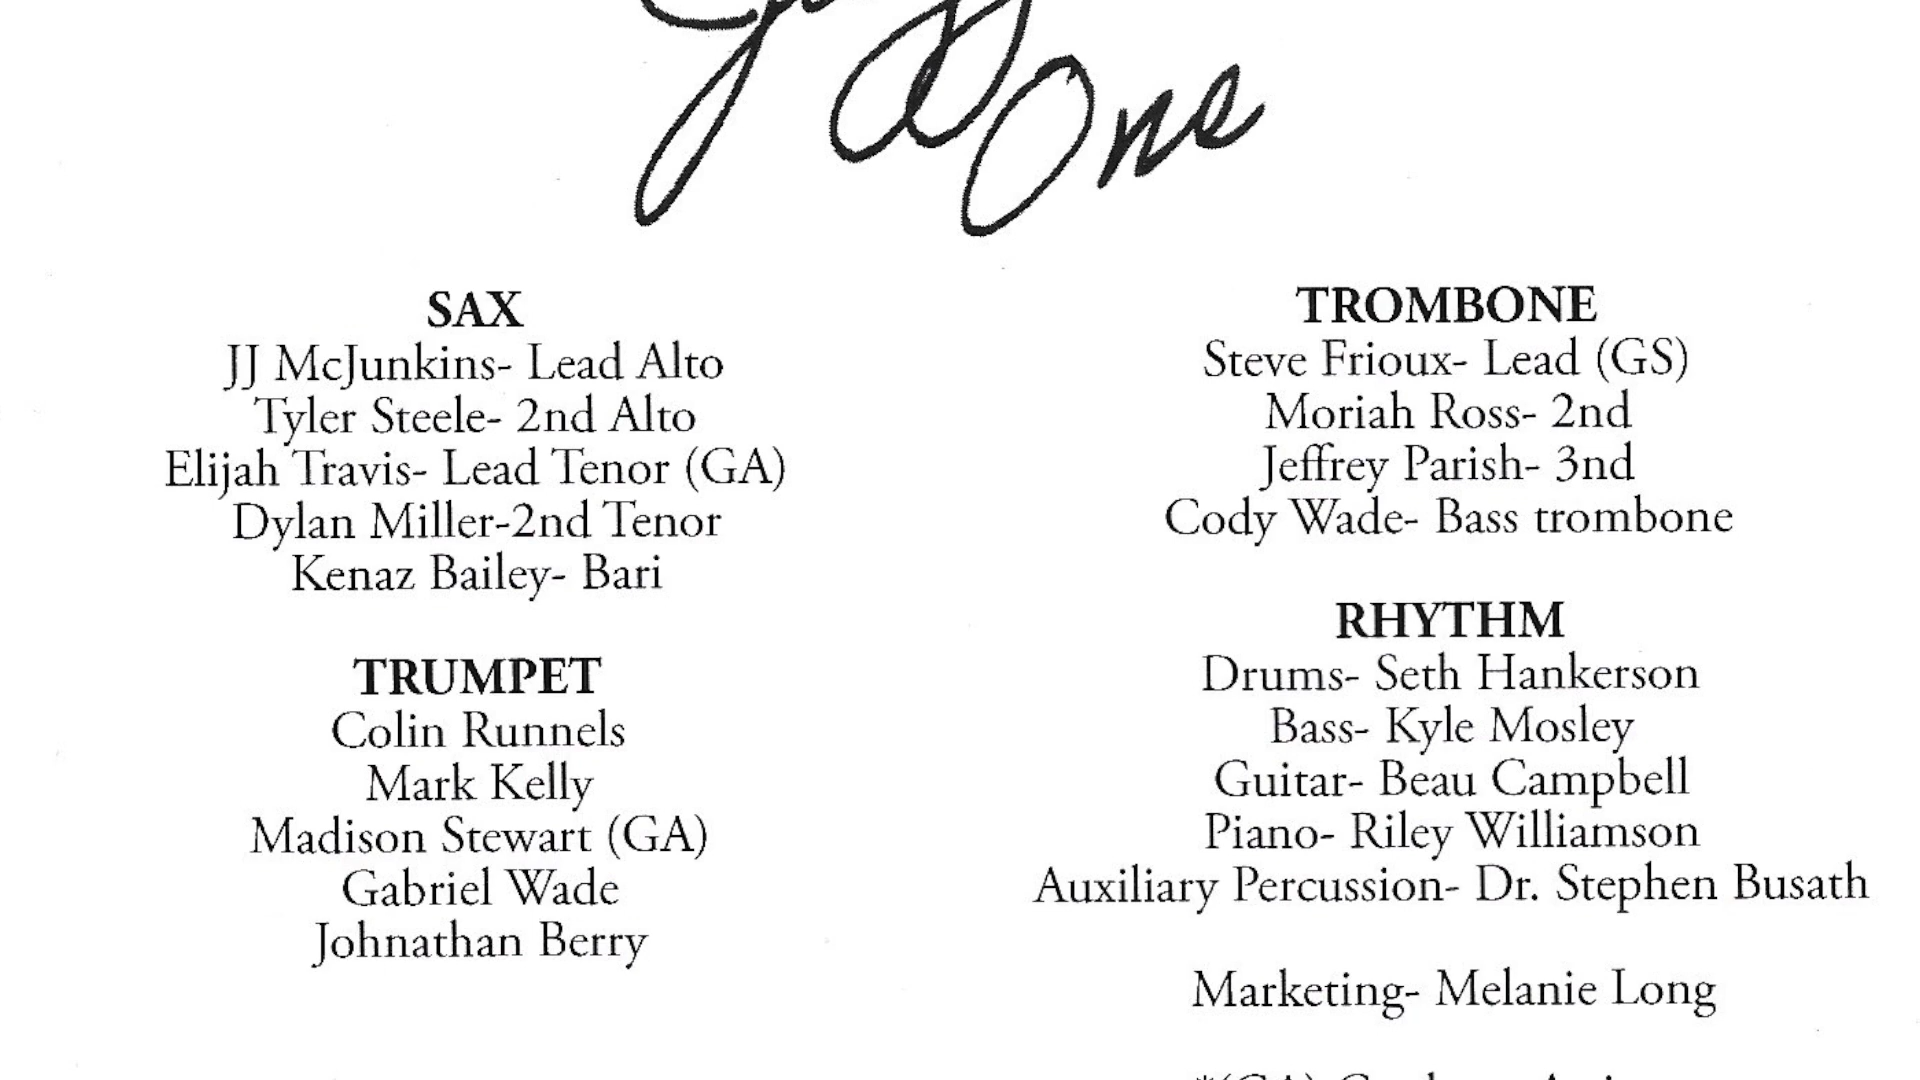 One
SAX
JJ McJunkins- Lead Alto
Tyler Steele- 2nd Alto
Elijah Travis- Lead Tenor (GA)
Dylan Miller-2nd Tenor
Kenaz Bailey- Bari
TRUMPET
Colin Runnels
Mark Kelly
Madison Stewart (GA)
Gabriel Wade
Johnathan Berry
TROMBONE
Steve Frioux- Lead (GS)
Moriah Ross- 2nd
Jeffrey Parish- 3nd
Cody Wade- Bass trombone
RHYTHM
Drums- Seth Hankerson
Bass- Kyle Mosley
Guitar- Beau Campbell
Piano- Riley Williamson
Auxiliary Percussion- Dr. Stephen Busath
Marketing- Melanie Long